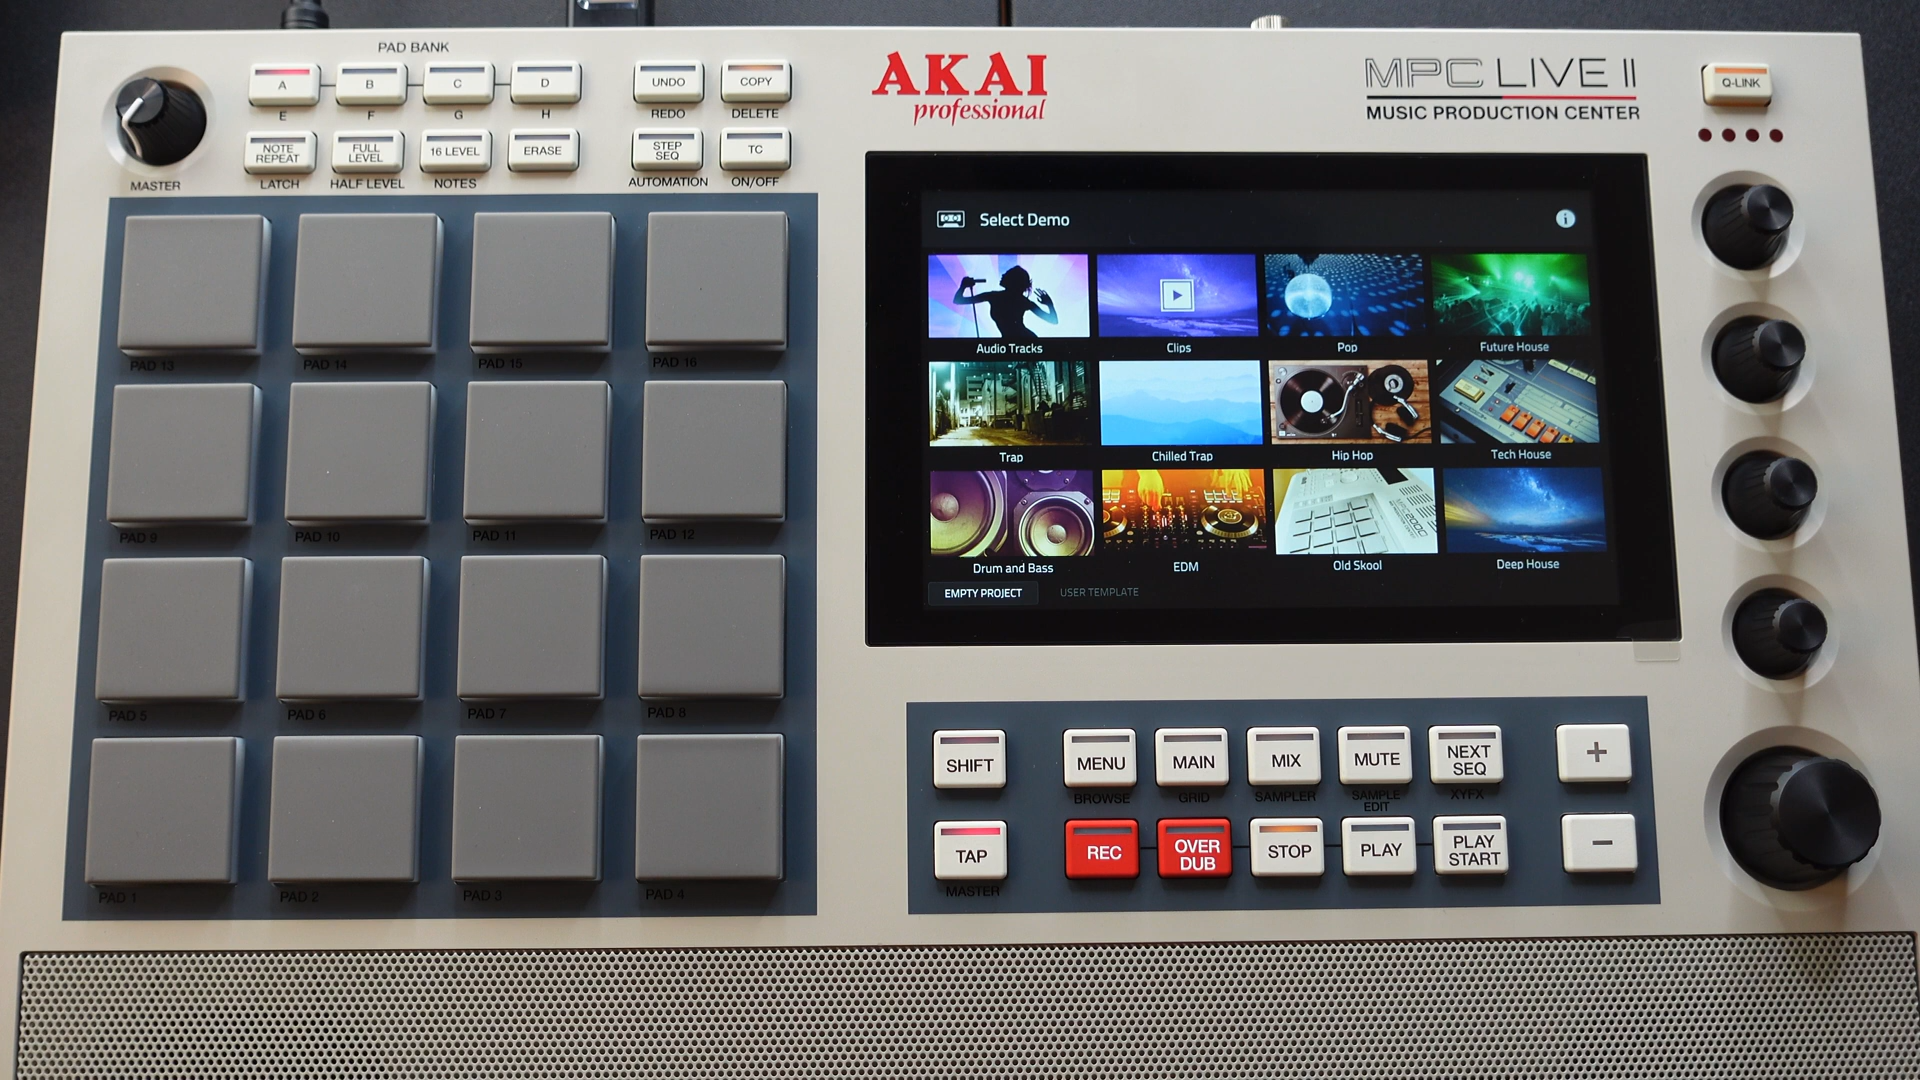 PAD BANK
A
B
C
D
E
F
G
H
UNDO
COPY
REDO
DELETE
NOTE
REPEAT
FULL
LEVEL
16 LEVEL
ERASE
STEP
SEQ
TC
LATCH
HALF LEVEL
NOTES
AUTOMATION
ON/OFF
MASTER
AKAI
professional
MPC LIVE II
MUSIC PRODUCTION CENTER
Q-LINK
PAD 13
PAD 14
PAD 15
PAD 16
PAD 9
PAD 10
PAD 11
PAD 12
PAD 5
PAD 6
PAD 7
PAD 8
PAD 1
PAD 2
PAD 3
PAD 4
Select Demo
i
Audio Tracks
Clips
Pop
Future House
Trap
Chilled Trap
Hip Hop
Tech House
Drum and Bass
EDM
Old Skool
Deep House
EMPTY PROJECT
USER TEMPLATE
SHIFT
MENU
MAIN
MIX
MUTE
NEXT
SEQ
+
BROWSE
GRID
SAMPLER
SAMPLE
EDIT
XYFX
TAP
REC
OVER
DUB
STOP
PLAY
PLAY
START
−
MASTER